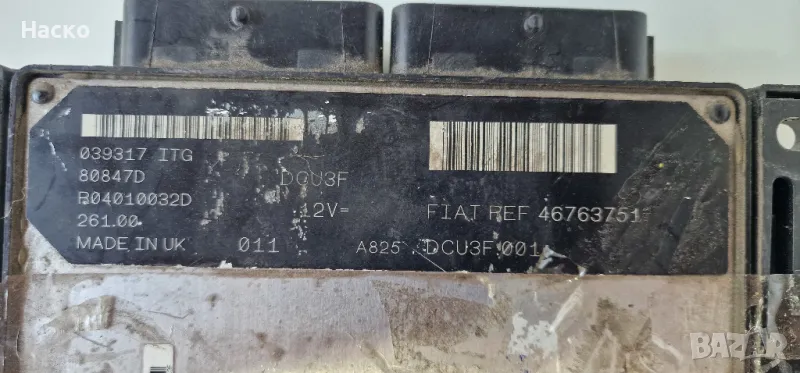 Наско
039317 ITG
80847D DCU3F
R04010032D 12V= FIAT REF 46763751
261.00
MADE IN UK 011 A825 DCU3F 001
BAZAR